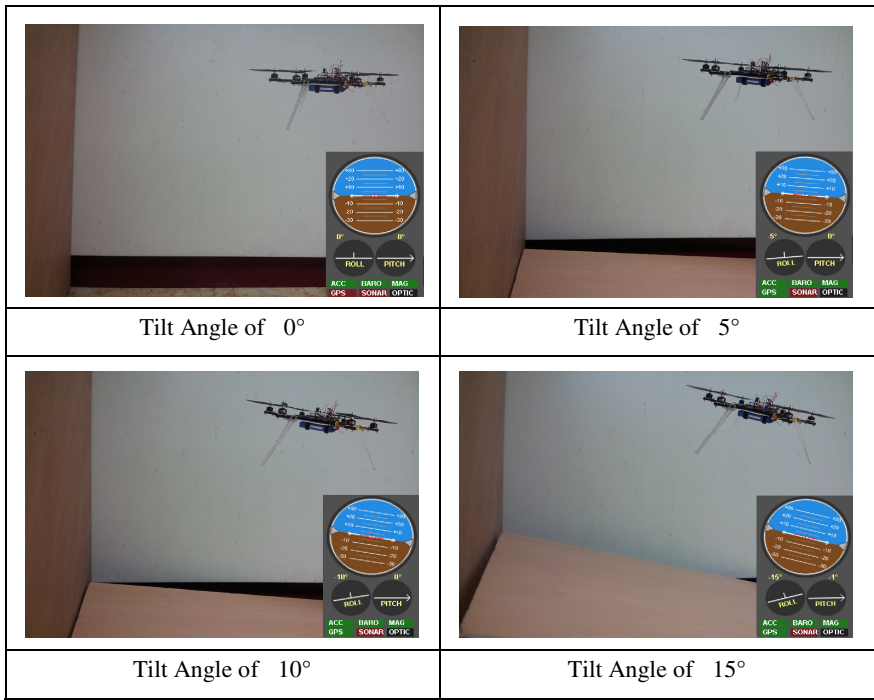 0° 0°
ROLL PITCH
ACC BARO MAG
GPS SONAR OPTIC
-5° 0°
ROLL PITCH
ACC BARO MAG
GPS SONAR OPTIC
Tilt Angle of 0°
Tilt Angle of 5°
-10° 0°
ROLL PITCH
ACC BARO MAG
GPS SONAR OPTIC
-15° -1°
ROLL PITCH
ACC BARO MAG
GPS SONAR OPTIC
Tilt Angle of 10°
Tilt Angle of 15°